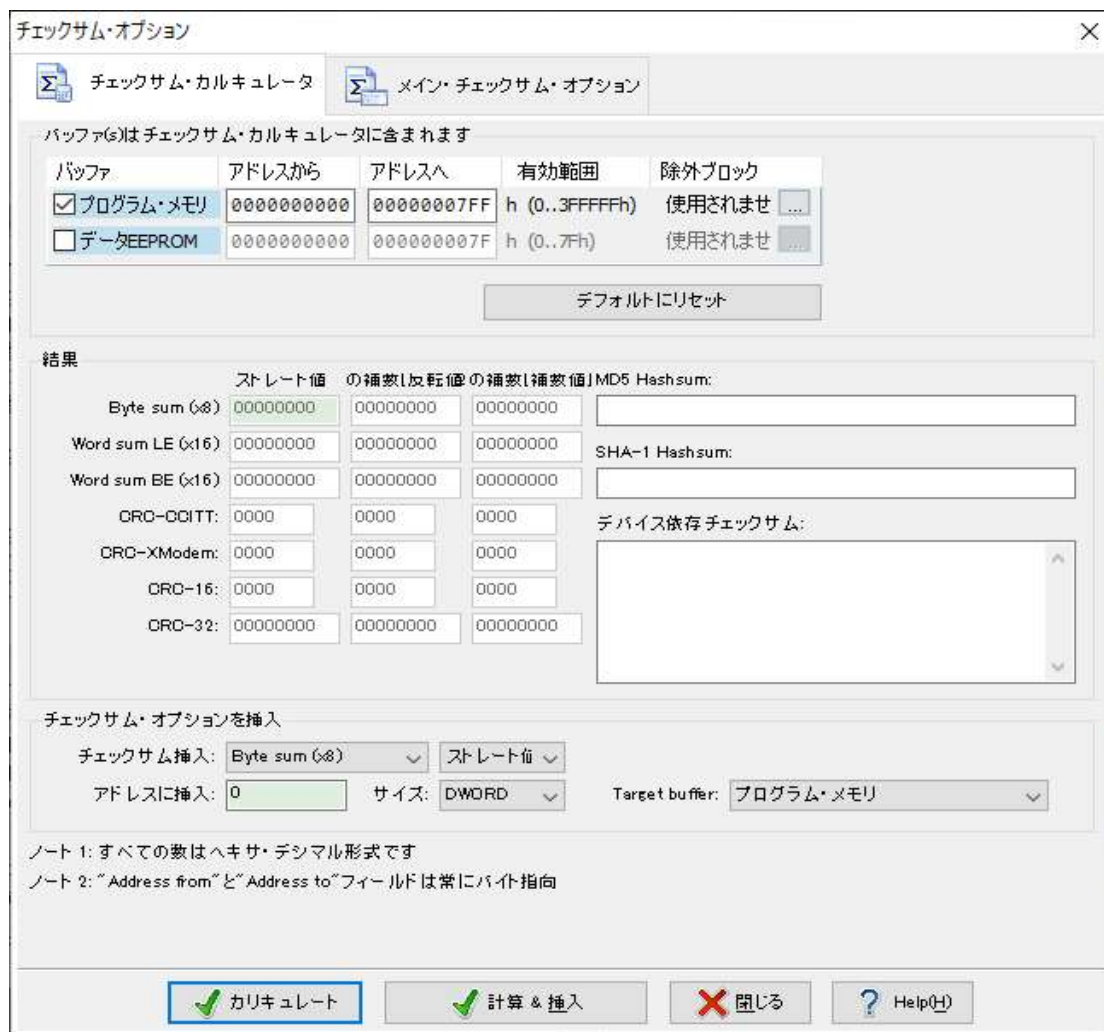 チェックサム・オプション
チェックサム・カルキュレータ メイン・チェックサム・オプション
バッファ(s)はチェックサム・カルキュレータに含まれます
バッファ アドレスから アドレスへ 有効範囲 除外ブロック
プログラム・メモリ 0000000000 00000007FF h (0..3FFFFFh) 使用されませ ...
データEEPROM 0000000000 000000007F h (0..7Fh) 使用されませ ...
デフォルトにリセット
結果
ストレート値 の補数[反転値 2の補数[補数値] MD5 Hashsum:
Byte sum (x8) 00000000 00000000 00000000
Word sum LE (x16) 00000000 00000000 00000000 SHA-1 Hashsum:
Word sum BE (x16) 00000000 00000000 00000000
CRC-CCITT: 0000 0000 0000 デバイス依存チェックサム:
CRC-XModem: 0000 0000 0000
CRC-16: 0000 0000 0000
CRC-32: 00000000 00000000 00000000
チェックサム・オプションを挿入
チェックサム挿入: Byte sum (x8) ストレート値
アドレスに挿入: 0 サイズ: DWORD Target buffer: プログラム・メモリ
ノート 1: すべての数はヘキサ・デシマル形式です
ノート 2: "Address from"と"Address to"フィールドは常にバイト指向
カリキュレート 計算 & 挿入 閉じる Help(H)